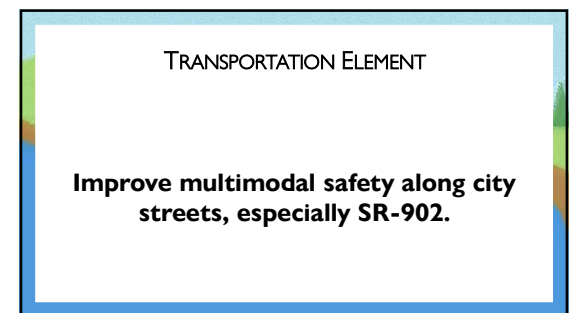 TRANSPORTATION ELEMENT
Improve multimodal safety along city
streets, especially SR-902.